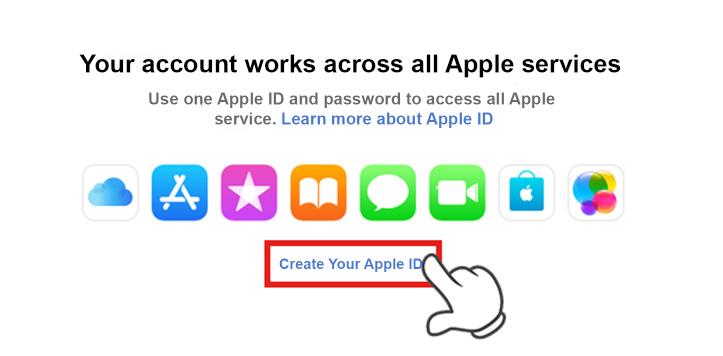 Your account works across all Apple services
Use one Apple ID and password to access all Apple
service. Learn more about Apple ID
Create Your Apple ID